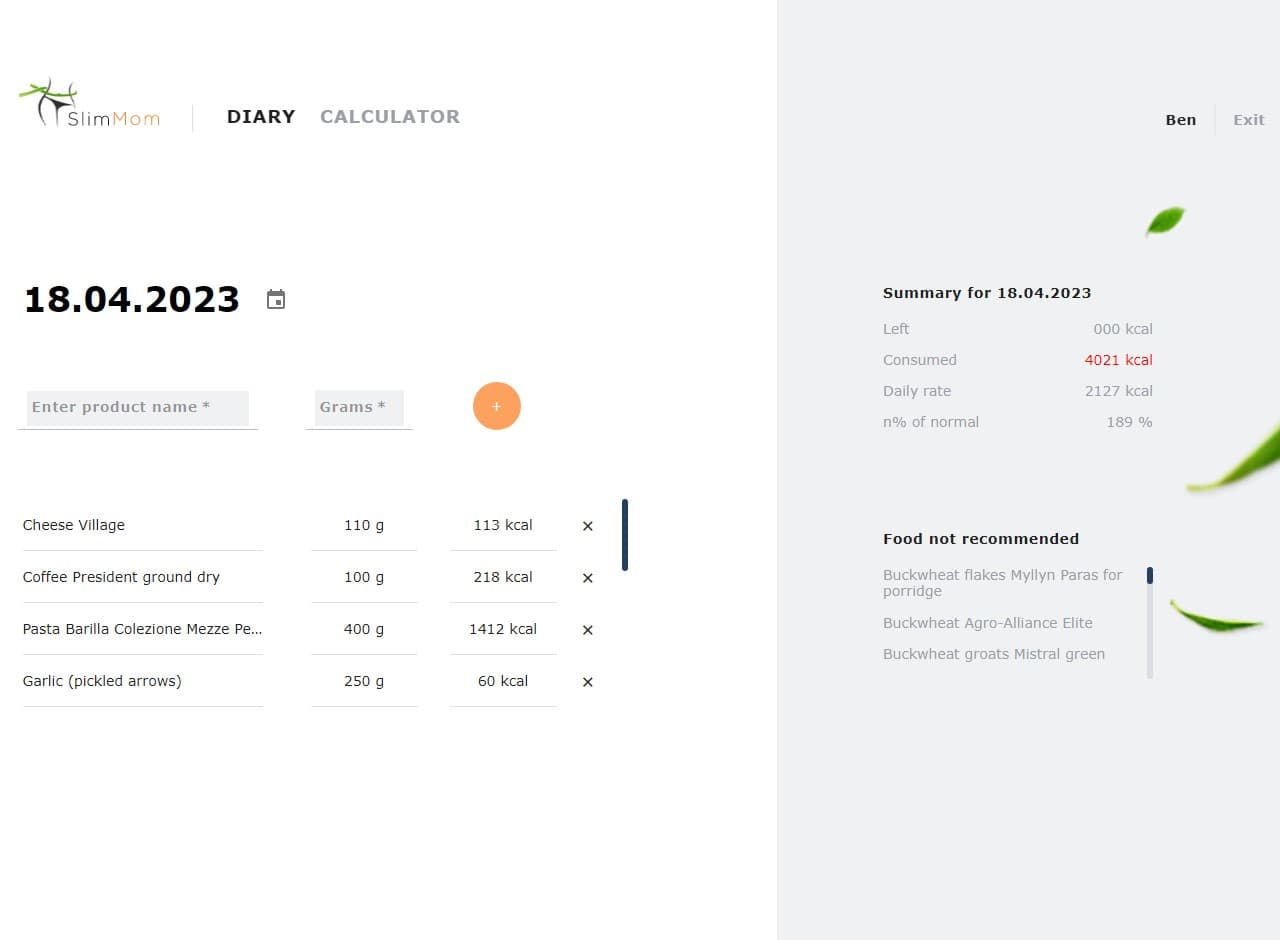 SlimMom
DIARY CALCULATOR
Ben Exit
18.04.2023
Enter product name * Grams * +
Cheese Village 110 g 113 kcal ×
Coffee President ground dry 100 g 218 kcal ×
Pasta Barilla Colezione Mezze Pe... 400 g 1412 kcal ×
Garlic (pickled arrows) 250 g 60 kcal ×
Summary for 18.04.2023
Left 000 kcal
Consumed 4021 kcal
Daily rate 2127 kcal
n% of normal 189 %
Food not recommended
Buckwheat flakes Myllyn Paras for
porridge
Buckwheat Agro-Alliance Elite
Buckwheat groats Mistral green